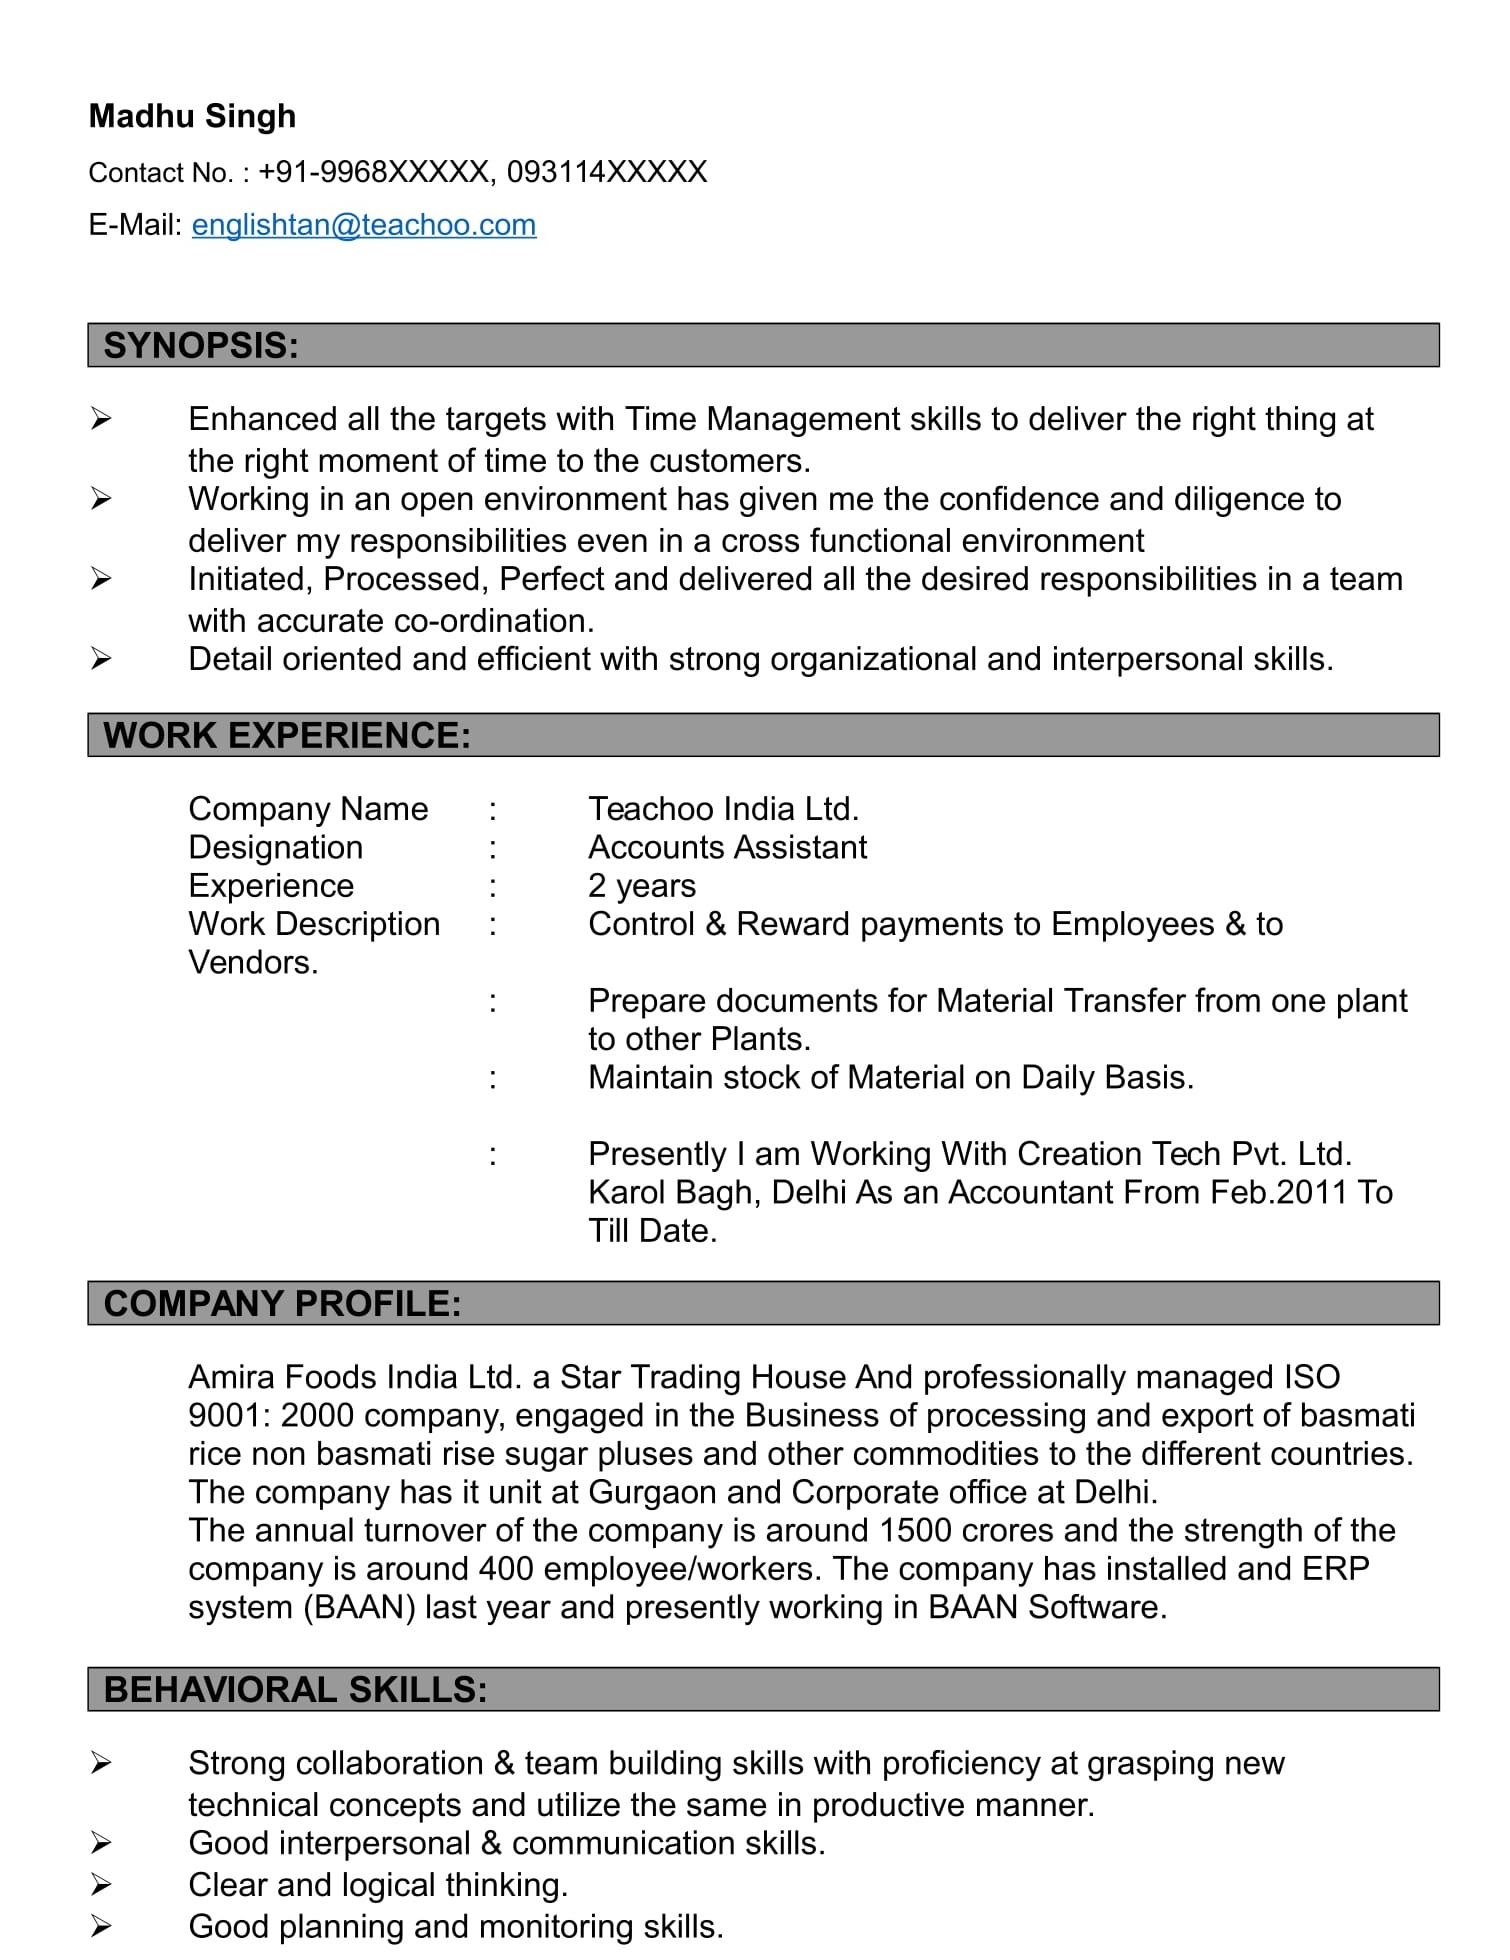 Madhu Singh
Contact No. : +91-9968XXXXX, 093114XXXXX
E-Mail: englishtan@teachoo.com
SYNOPSIS:
➢ Enhanced all the targets with Time Management skills to deliver the right thing at
the right moment of time to the customers.
➢ Working in an open environment has given me the confidence and diligence to
deliver my responsibilities even in a cross functional environment
➢ Initiated, Processed, Perfect and delivered all the desired responsibilities in a team
with accurate co-ordination.
➢ Detail oriented and efficient with strong organizational and interpersonal skills.
WORK EXPERIENCE:
Company Name : Teachoo India Ltd.
Designation : Accounts Assistant
Experience : 2 years
Work Description : Control & Reward payments to Employees & to
Vendors.
: Prepare documents for Material Transfer from one plant
to other Plants.
: Maintain stock of Material on Daily Basis.
: Presently I am Working With Creation Tech Pvt. Ltd.
Karol Bagh, Delhi As an Accountant From Feb.2011 To
Till Date.
COMPANY PROFILE:
Amira Foods India Ltd. a Star Trading House And professionally managed ISO
9001: 2000 company, engaged in the Business of processing and export of basmati
rice non basmati rise sugar pluses and other commodities to the different countries.
The company has it unit at Gurgaon and Corporate office at Delhi.
The annual turnover of the company is around 1500 crores and the strength of the
company is around 400 employee/workers. The company has installed and ERP
system (BAAN) last year and presently working in BAAN Software.
BEHAVIORAL SKILLS:
➢ Strong collaboration & team building skills with proficiency at grasping new
technical concepts and utilize the same in productive manner.
➢ Good interpersonal & communication skills.
➢ Clear and logical thinking.
➢ Good planning and monitoring skills.